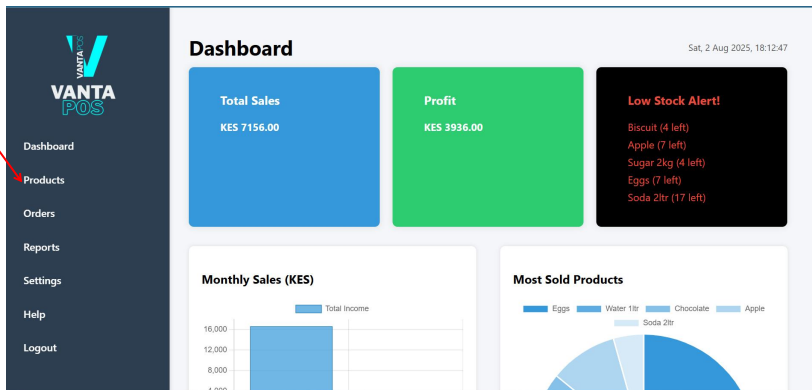 VANTAPOS
VANTA
POS
Dashboard
Products
Orders
Reports
Settings
Help
Logout
Dashboard
Sat, 2 Aug 2025, 18:12:47
Total Sales
KES 7156.00
Profit
KES 3936.00
Low Stock Alert!
Biscuit (4 left)
Apple (7 left)
Sugar 2kg (4 left)
Eggs (7 left)
Soda 2ltr (17 left)
Monthly Sales (KES)
Total Income
16,000
12,000
8,000
4,000
Most Sold Products
Eggs Water 1ltr Chocolate Apple
Soda 2ltr